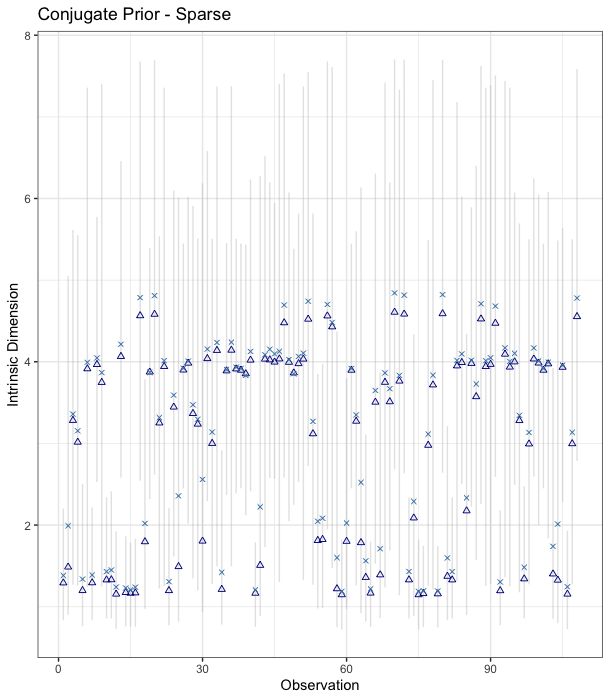 Conjugate Prior - Sparse
8
6
4
2
Intrinsic Dimension
0
30
60
90
Observation